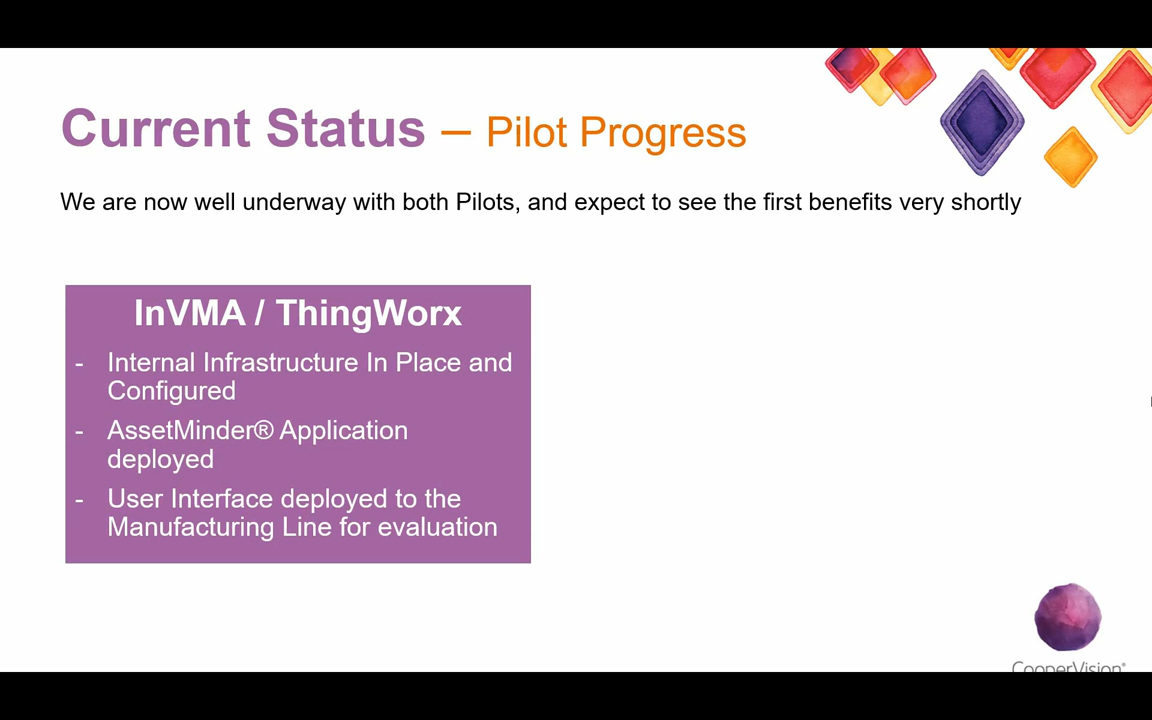 Current Status – Pilot Progress
We are now well underway with both Pilots, and expect to see the first benefits very shortly
InVMA / ThingWorx
- Internal Infrastructure In Place and
Configured
- AssetMinder® Application
deployed
- User Interface deployed to the
Manufacturing Line for evaluation
CooperVision®